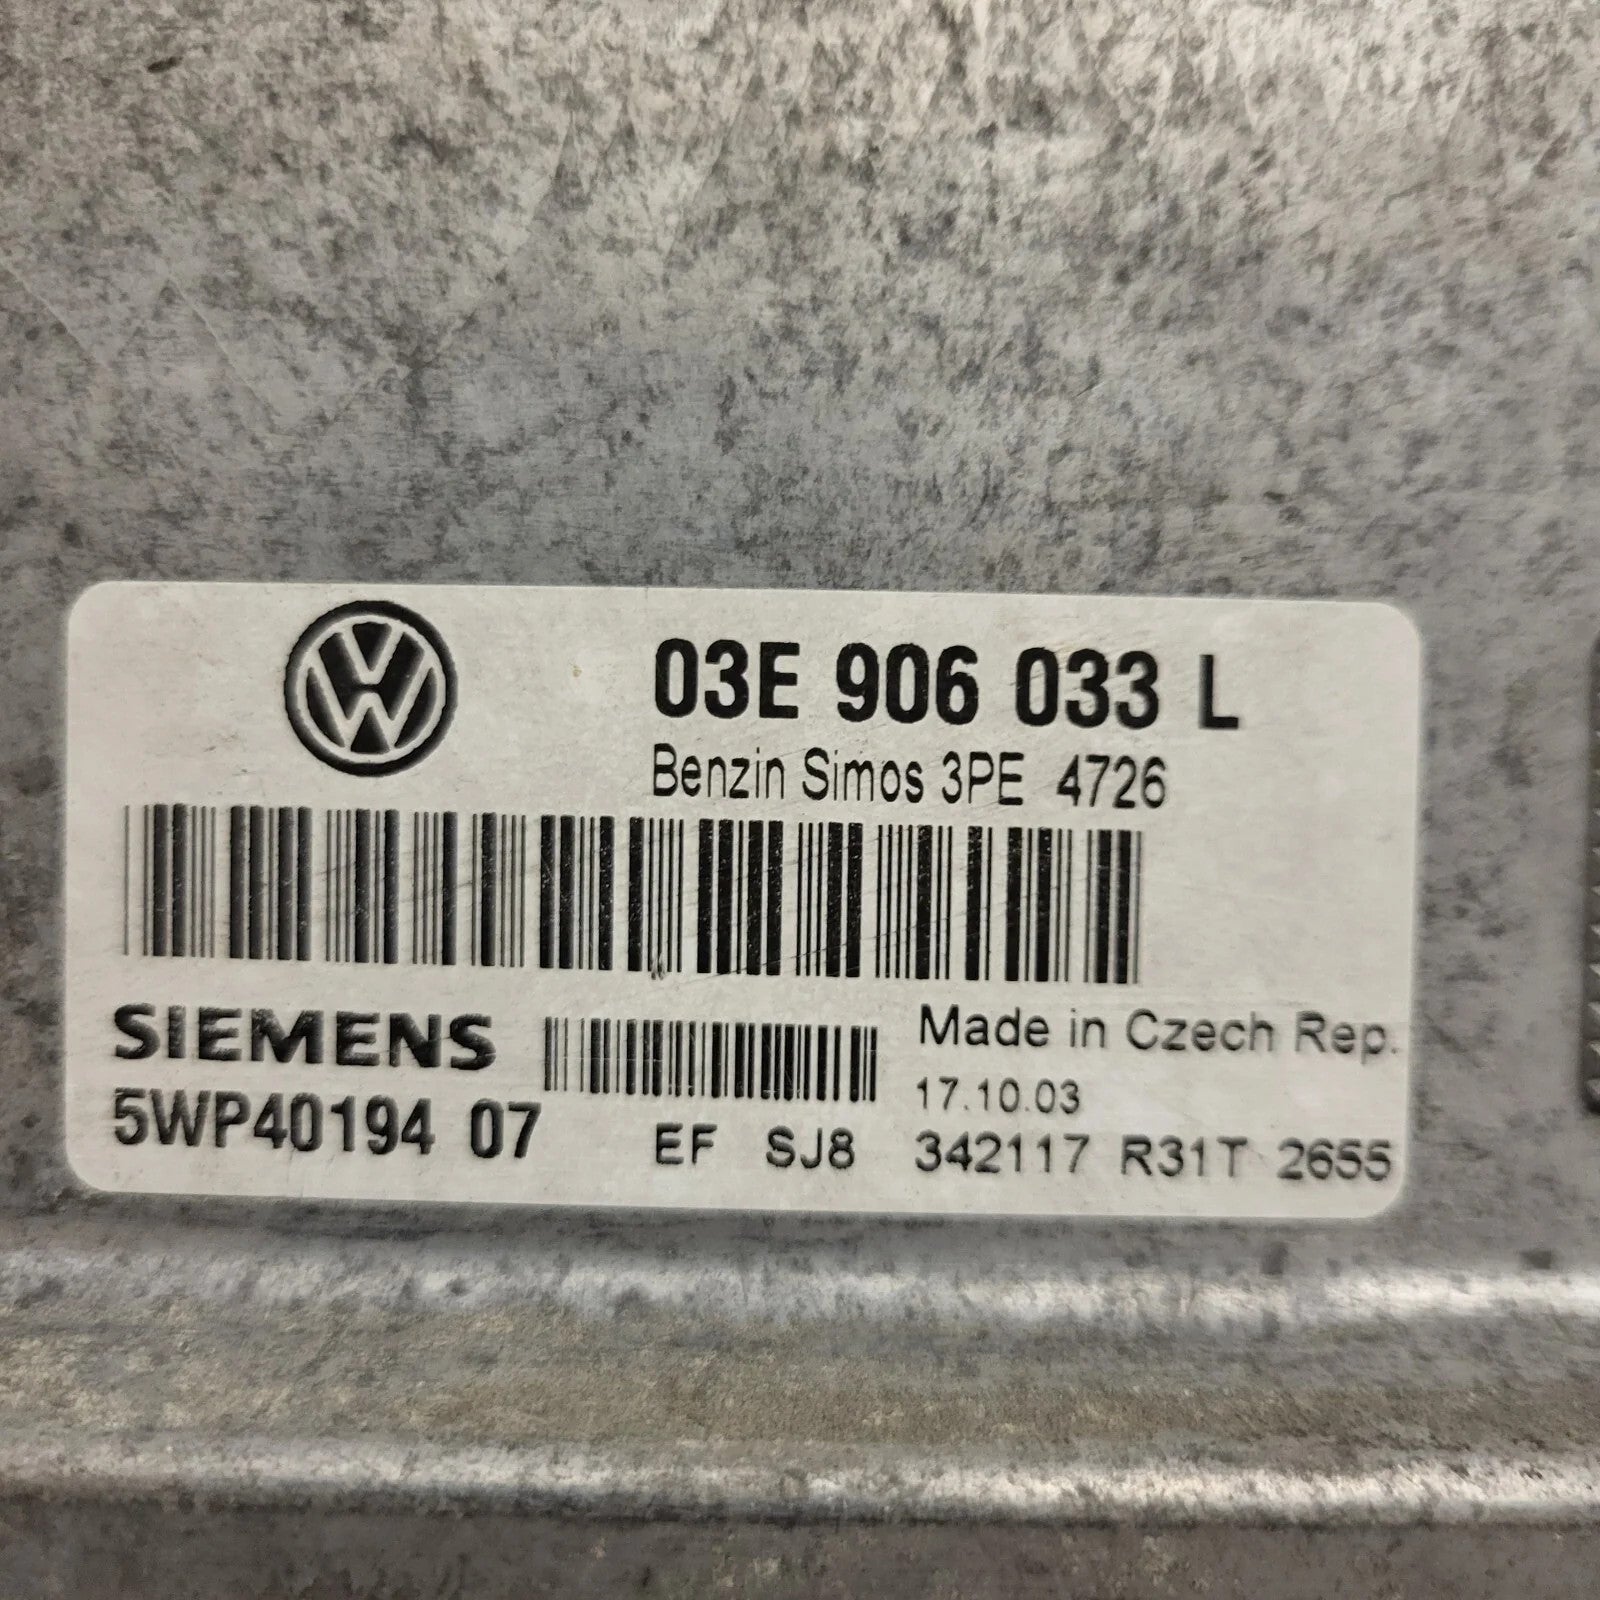 03E 906 033 L
Benzin Simos 3PE 4726
SIEMENS
Made in Czech Rep.
17.10.03
5WP40194 07
EF SJ8 342117 R31T 2655